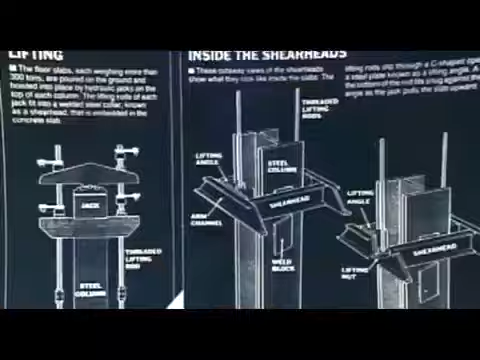 LIFTING
■ The floor slabs, each weighing more than
300 tons, are poured on the ground and
hoisted into place by hydraulic jacks on the
top of each column. The lifting rods of each
jack fit into a welded steel collar, known
as a shearhead, that is embedded in the
concrete slab.
JACK
THREADED
LIFTING
ROD
STEEL
COLUMN
INSIDE THE SHEARHEADS
■ These cutaway views of the shearheads
show what they look like inside the slabs. The
lifting rods slip through a C-shaped
a steel plate known as a lifting angle. A
the bottom of the rod fits snug against the
angle as the jack pulls the slab upward.
THREADED
LIFTING
RODS
LIFTING
ANGLE
STEEL
COLUMN
SHEARHEAD
ARM
CHANNEL
WELD
BLOCK
LIFTING
ANGLE
SHEARHEAD
LIFTING
NUT